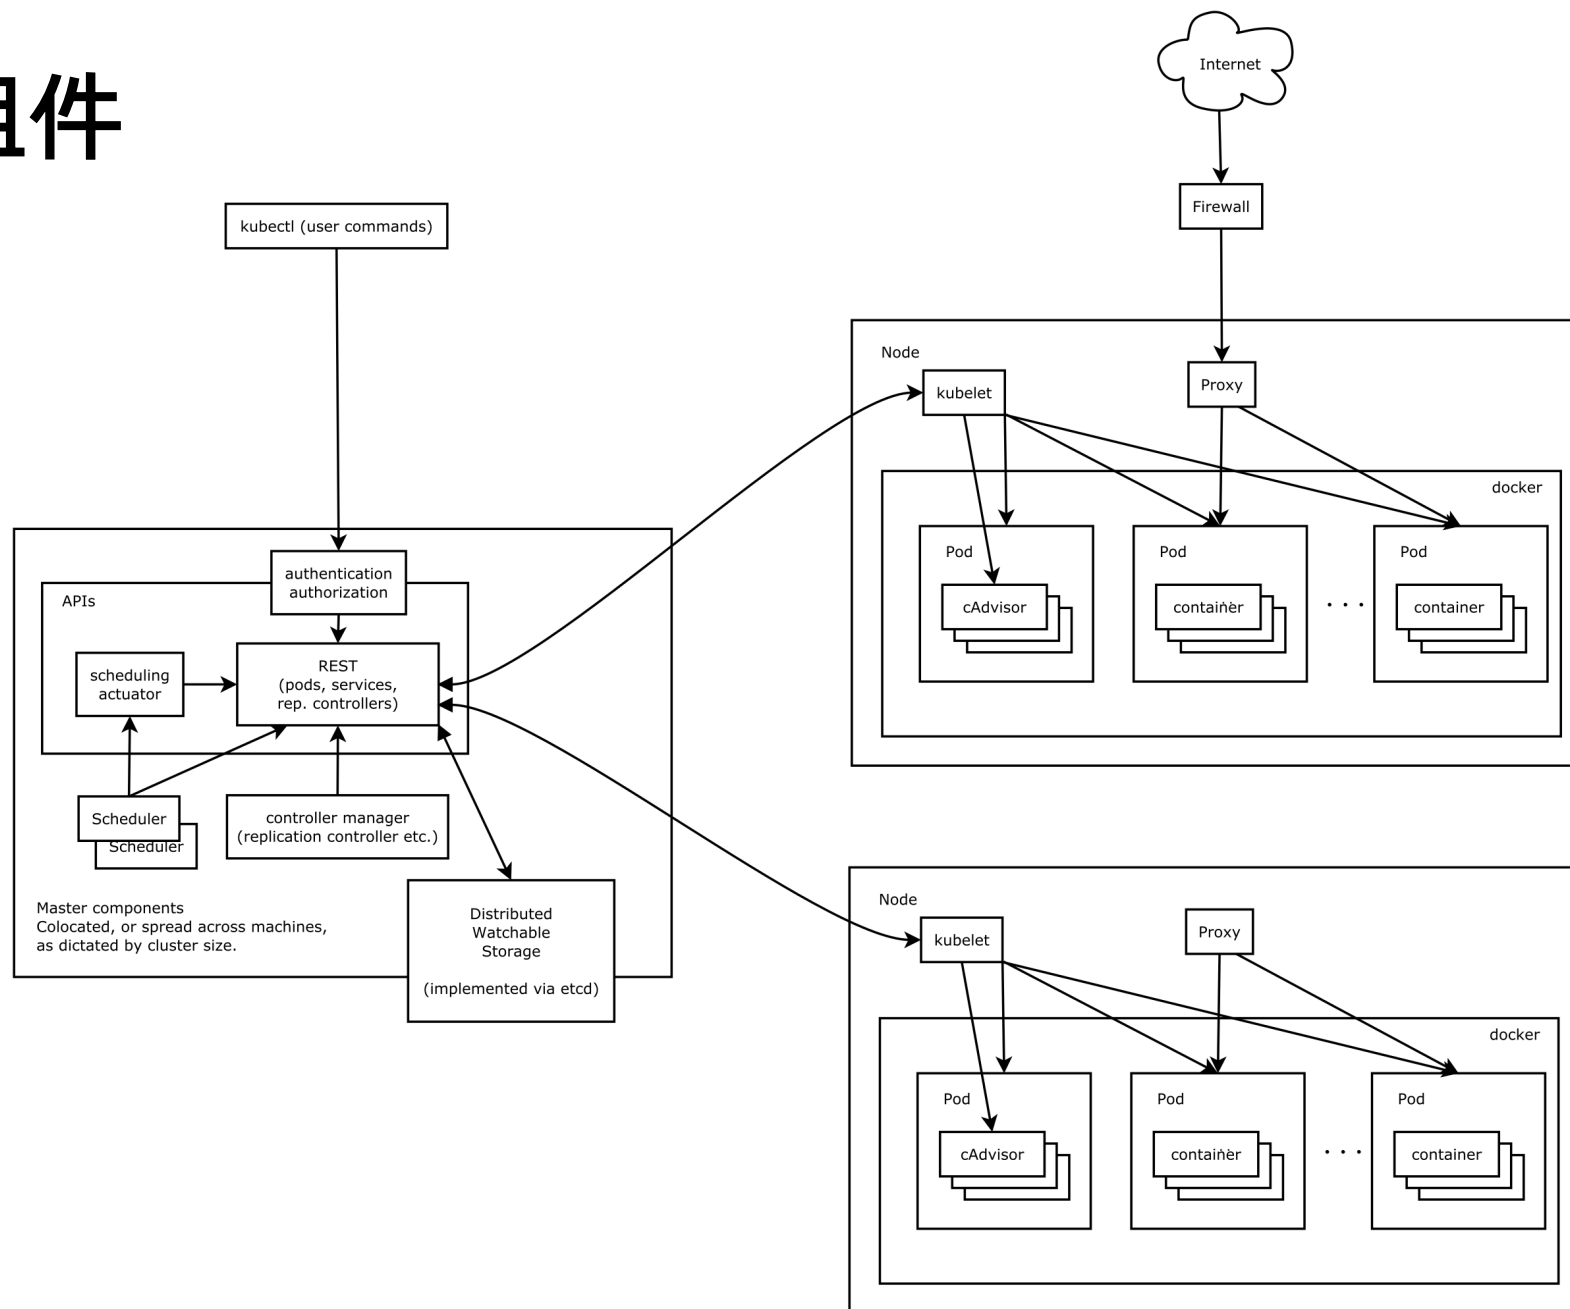 组件
Internet
Firewall
kubectl (user commands)
Node
kubelet
Proxy
docker
Pod
cAdvisor
Pod
container
. . .
Pod
container
authentication
authorization
APIs
scheduling
actuator
REST
(pods, services,
rep. controllers)
Scheduler
Scheduler
controller manager
(replication controller etc.)
Master components
Colocated, or spread across machines,
as dictated by cluster size.
Distributed
Watchable
Storage
(implemented via etcd)
Node
kubelet
Proxy
docker
Pod
cAdvisor
Pod
container
. . .
Pod
container